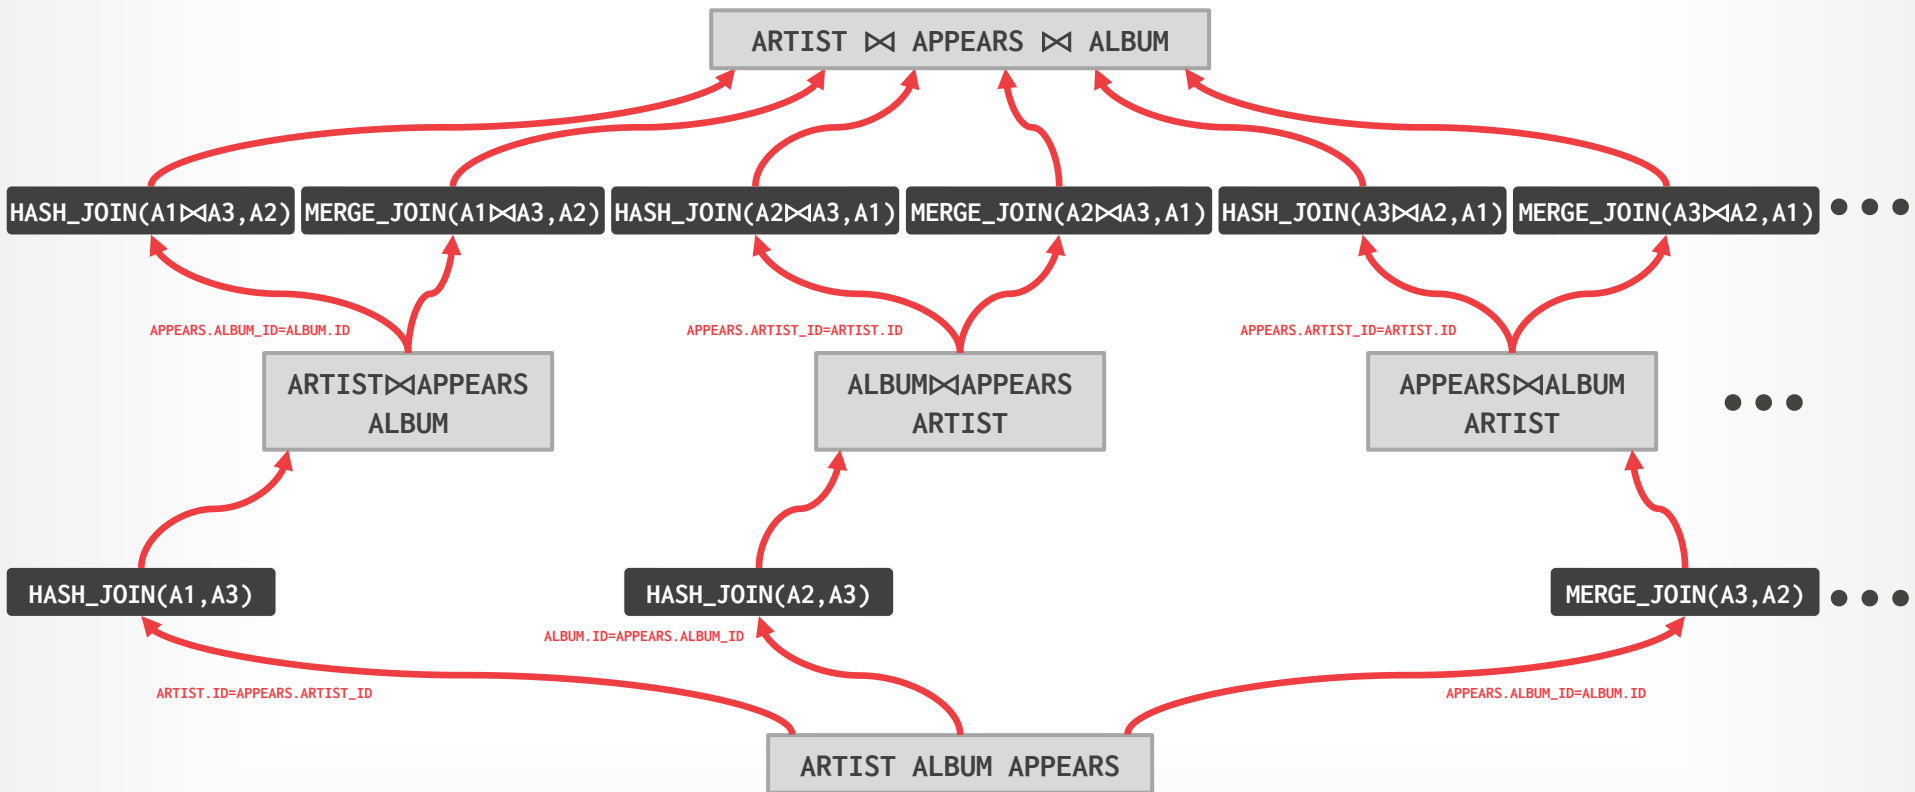 ARTIST ⋈ APPEARS ⋈ ALBUM
HASH_JOIN(A1⋈A3,A2)
MERGE_JOIN(A1⋈A3,A2)
HASH_JOIN(A2⋈A3,A1)
MERGE_JOIN(A2⋈A3,A1)
HASH_JOIN(A3⋈A2,A1)
MERGE_JOIN(A3⋈A2,A1)
APPEARS.ALBUM_ID=ALBUM.ID
APPEARS.ARTIST_ID=ARTIST.ID
APPEARS.ARTIST_ID=ARTIST.ID
ARTIST⋈APPEARS
ALBUM
ALBUM⋈APPEARS
ARTIST
APPEARS⋈ALBUM
ARTIST
HASH_JOIN(A1,A3)
HASH_JOIN(A2,A3)
MERGE_JOIN(A3,A2)
ALBUM.ID=APPEARS.ALBUM_ID
ARTIST.ID=APPEARS.ARTIST_ID
APPEARS.ALBUM_ID=ALBUM.ID
ARTIST ALBUM APPEARS